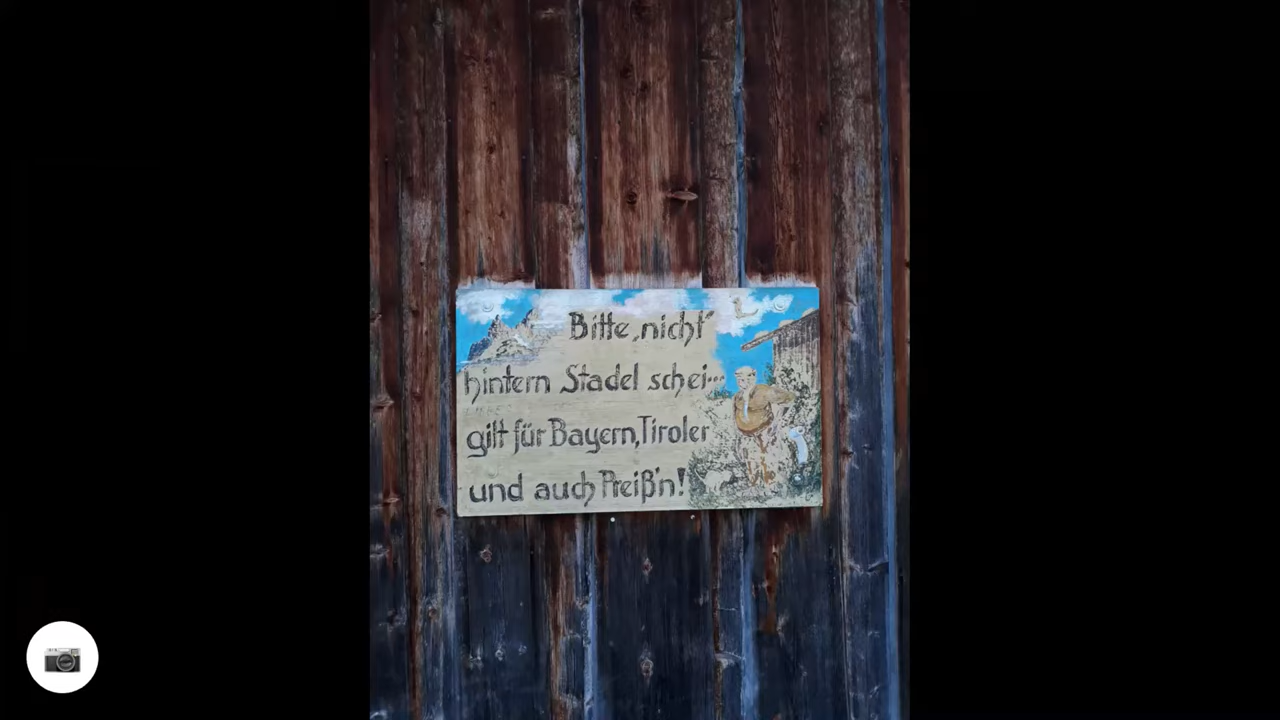 Bitte „nicht“
hintern Stadel schei...
gilt für Bayern, Tiroler
und auch Preiß'n!